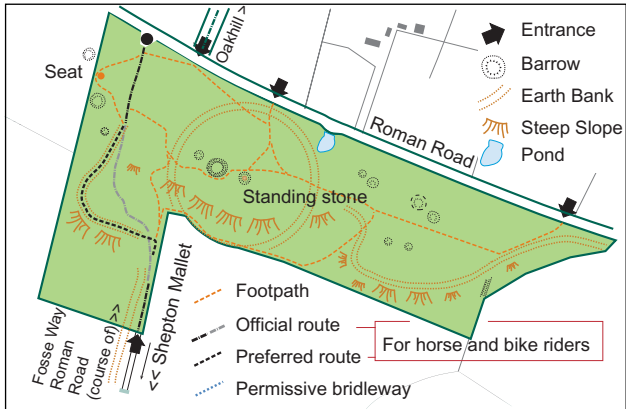 Oakhill >
Entrance
Barrow
Earth Bank
Steep Slope
Pond
Seat
Roman Road
Standing stone
Footpath
Official route
Preferred route
Permissive bridleway
For horse and bike riders
Fosse Way
Roman
Road
(course of) >>
<< Shepton Mallet